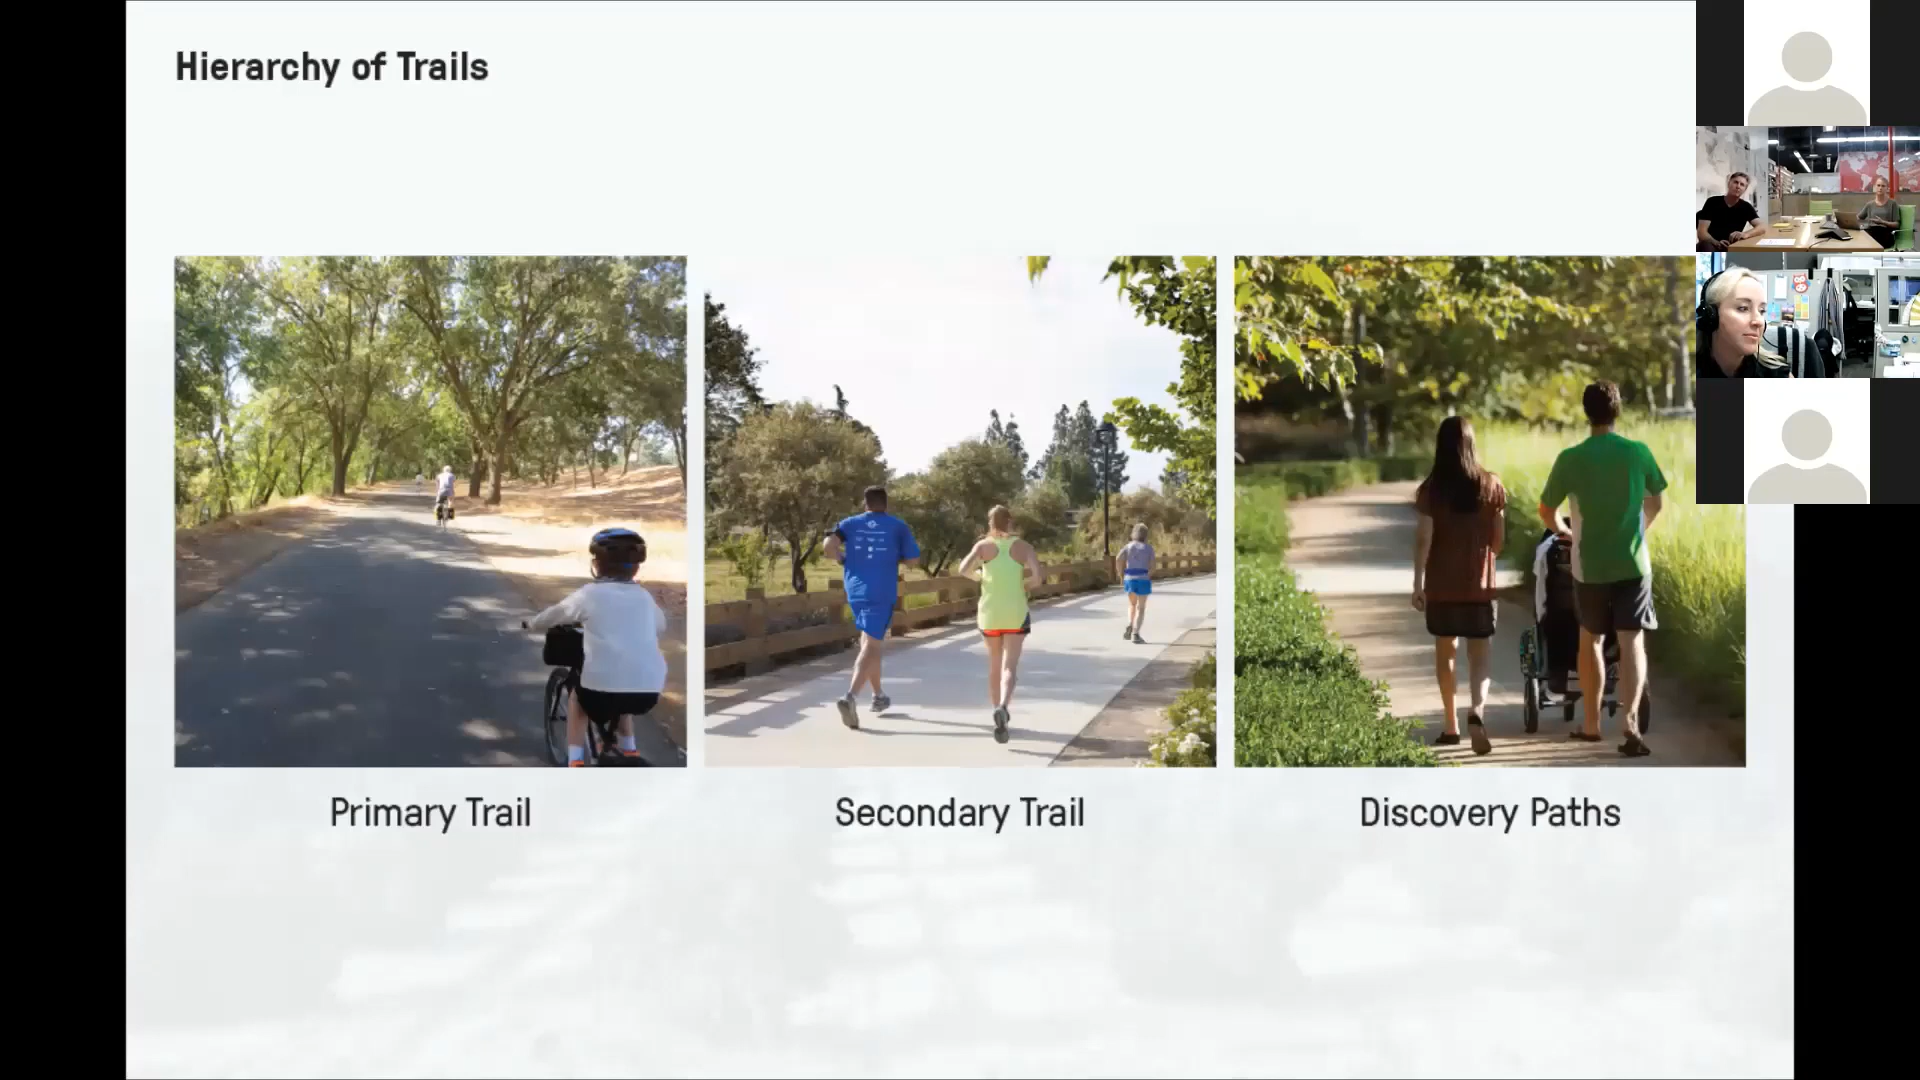 Hierarchy of Trails
Primary Trail
Secondary Trail
Discovery Paths